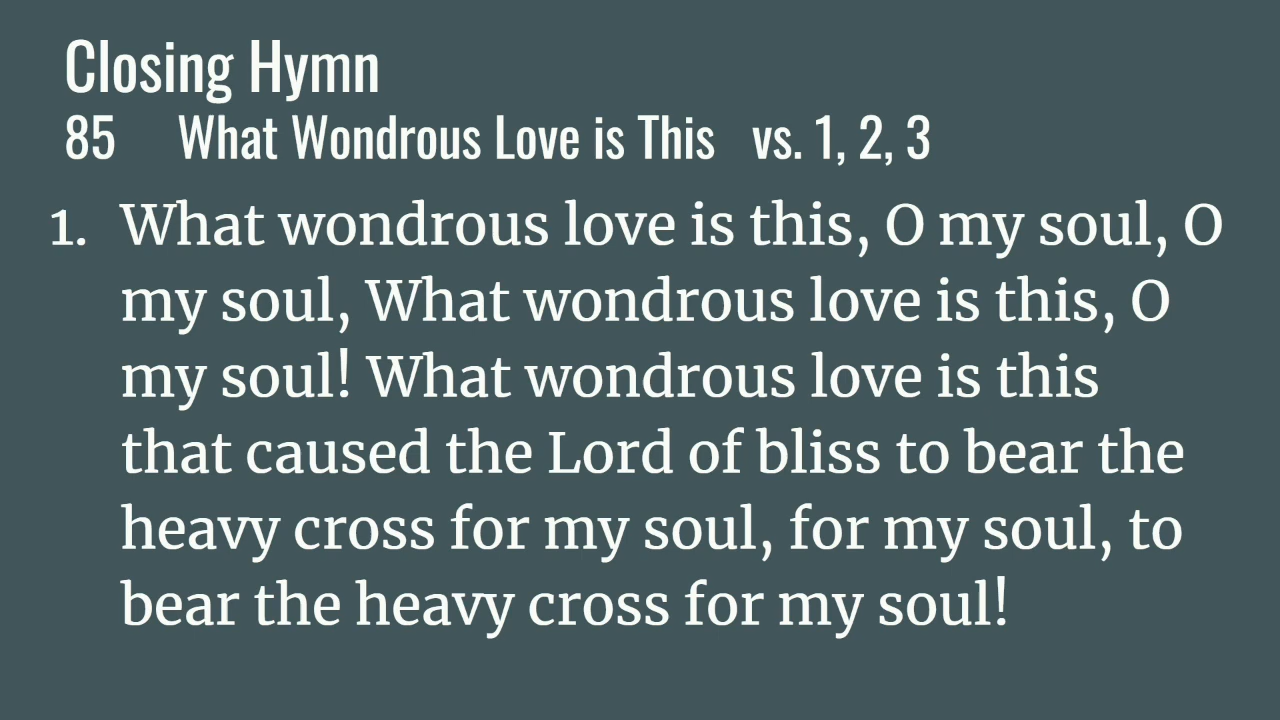 Closing Hymn
85 What Wondrous Love is This vs. 1, 2, 3
1. What wondrous love is this, O my soul, O
my soul, What wondrous love is this, O
my soul! What wondrous love is this
that caused the Lord of bliss to bear the
heavy cross for my soul, for my soul, to
bear the heavy cross for my soul!